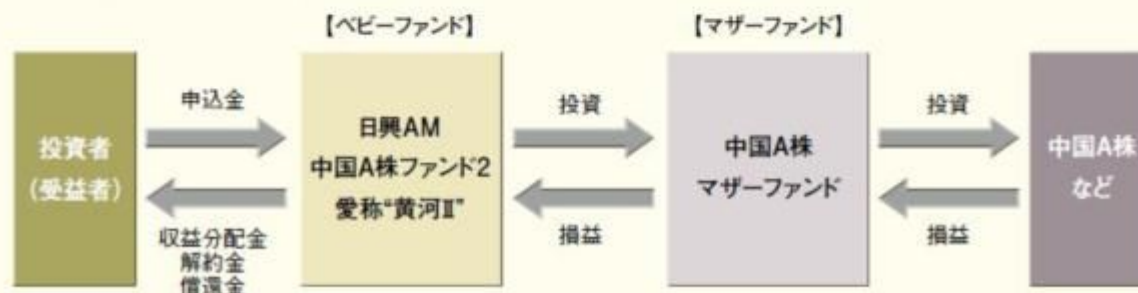 【ベビーファンド】
【マザーファンド】
投資者
(受益者)
申込金
収益分配金
解約金
償還金
日興AM
中国A株ファンド2
愛称“黄河Ⅱ”
投資
損益
中国A株
マザーファンド
投資
損益
中国A株
など